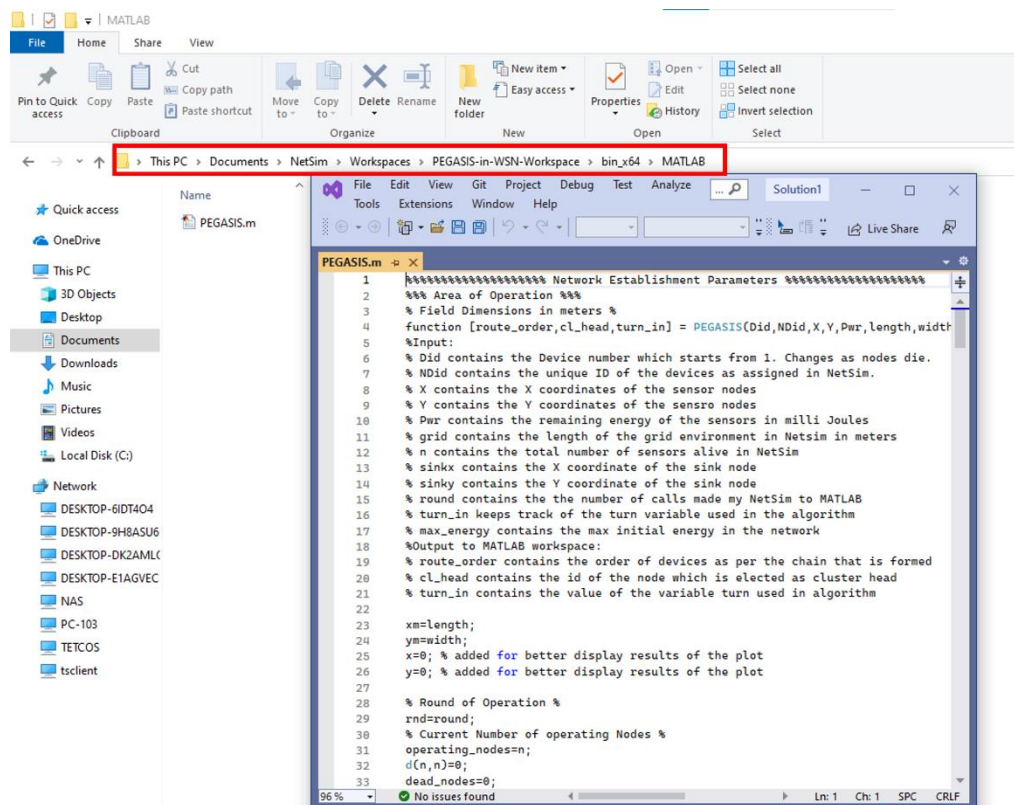 MATLAB
File Home Share View
Pin to Quick access
Copy
Paste
Cut
Copy path
Paste shortcut
Move to
Copy to
Delete
Rename
New folder
New item
Easy access
Properties
Open
Edit
History
Select all
Select none
Invert selection
Clipboard Organize New Open Select
This PC > Documents > NetSim > Workspaces > PEGASIS-in-WSN-Workspace > bin_x64 > MATLAB
Name
PEGASIS.m
Quick access
OneDrive
This PC
3D Objects
Desktop
Documents
Downloads
Music
Pictures
Videos
Local Disk (C:)
Network
DESKTOP-6IDT4O4
DESKTOP-9H8ASU6
DESKTOP-DK2AML
DESKTOP-E1AGVEC
NAS
PC-103
TETCOS
tsclient
File Edit View Git Project Debug Test Analyze ... Solution1
Tools Extensions Window Help
Live Share
PEGASIS.m
1 %%%%%%%%%%%%%%%%%%%% Network Establishment Parameters %%%%%%%%%%%%%%%%%%%%
2 %%% Area of Operation %%%
3 % Field Dimensions in meters %
4 function [route_order,cl_head,turn_in] = PEGASIS(Did,NDid,X,Y,Pwr,length,width
5 %Input:
6 % Did contains the Device number which starts from 1. Changes as nodes die.
7 % NDid contains the unique ID of the devices as assigned in NetSim.
8 % X contains the X coordinates of the sensor nodes
9 % Y contains the Y coordinates of the sensro nodes
10 % Pwr contains the remaining energy of the sensors in milli Joules
11 % grid contains the length of the grid environment in Netsim in meters
12 % n contains the total number of sensors alive in NetSim
13 % sinkx contains the X coordinate of the sink node
14 % sinky contains the Y coordinate of the sink node
15 % round contains the the number of calls made my NetSim to MATLAB
16 % turn_in keeps track of the turn variable used in the algorithm
17 % max_energy contains the max initial energy in the network
18 %Output to MATLAB workspace:
19 % route_order contains the order of devices as per the chain that is formed
20 % cl_head contains the id of the node which is elected as cluster head
21 % turn_in contains the value of the variable turn used in algorithm
22
23 xm=length;
24 ym=width;
25 x=0; % added for better display results of the plot
26 y=0; % added for better display results of the plot
27
28 % Round of Operation %
29 rnd=round;
30 % Current Number of operating Nodes %
31 operating_nodes=n;
32 d(n,n)=0;
33 dead_nodes=0;
96 % No issues found Ln: 1 Ch: 1 SPC CRLF